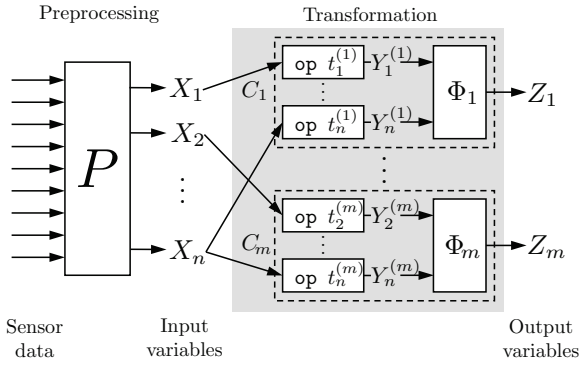 Preprocessing
Transformation
P
X₁
X₂
⋮
Xₙ
C₁
op t₁⁽¹⁾
Y₁⁽¹⁾
⋮
op tₙ⁽¹⁾
Yₙ⁽¹⁾
Φ₁
Z₁
⋮
Cₘ
op t₂⁽ᵐ⁾
Y₂⁽ᵐ⁾
⋮
op tₙ⁽ᵐ⁾
Yₙ⁽ᵐ⁾
Φₘ
Zₘ
Sensor
data
Input
variables
Output
variables